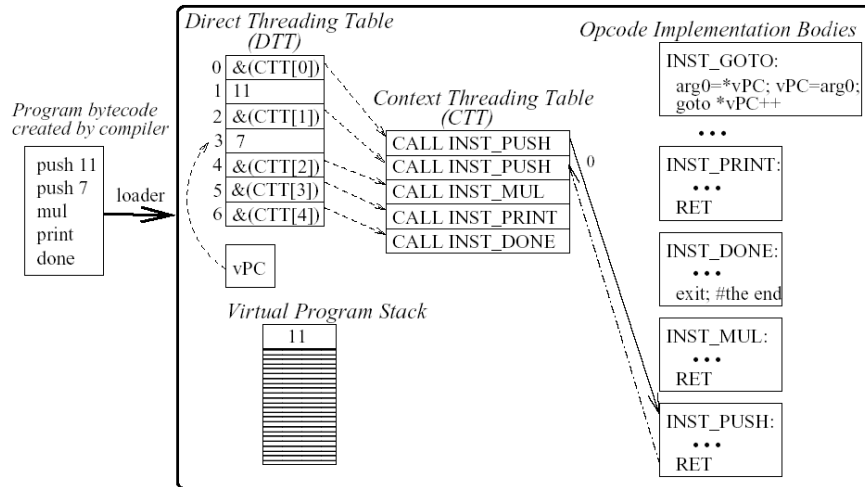 Direct Threading Table
(DTT)
Opcode Implementation Bodies
Program bytecode
created by compiler
push 11
push 7
mul
print
done
loader
0 &(CTT[0])
1 11
2 &(CTT[1])
3 7
4 &(CTT[2])
5 &(CTT[3])
6 &(CTT[4])
vPC
Context Threading Table
(CTT)
CALL INST_PUSH
CALL INST_PUSH
CALL INST_MUL
CALL INST_PRINT
CALL INST_DONE
0
Virtual Program Stack
11
INST_GOTO:
arg0=*vPC; vPC=arg0;
goto *vPC++
•••
INST_PRINT:
•••
RET
INST_DONE:
•••
exit; #the end
INST_MUL:
•••
RET
INST_PUSH:
•••
RET